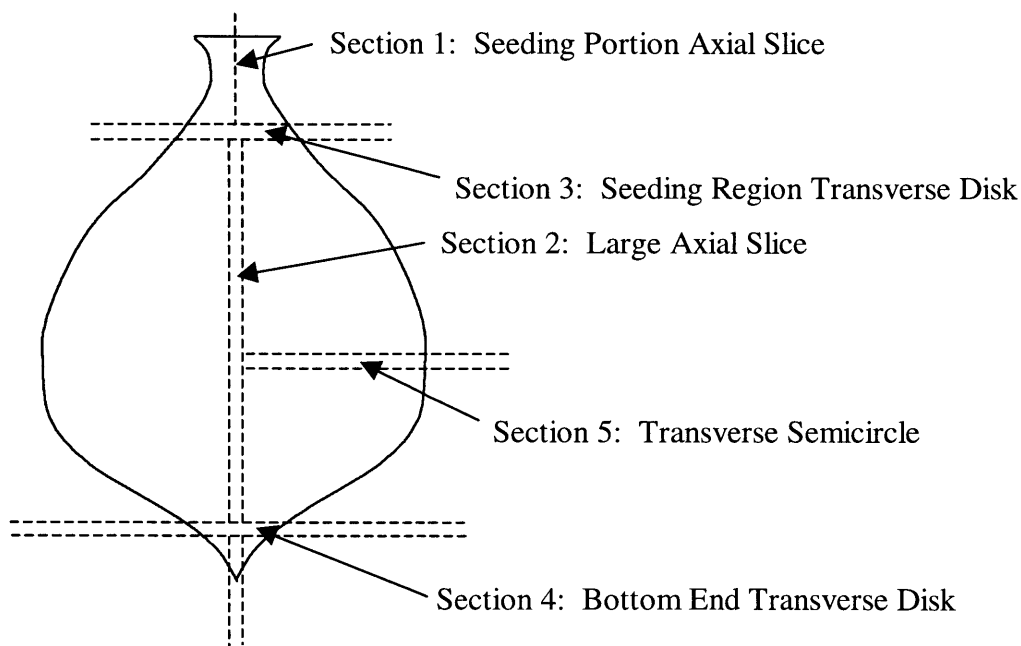 Section 1: Seeding Portion Axial Slice
Section 3: Seeding Region Transverse Disk
Section 2: Large Axial Slice
Section 5: Transverse Semicircle
Section 4: Bottom End Transverse Disk